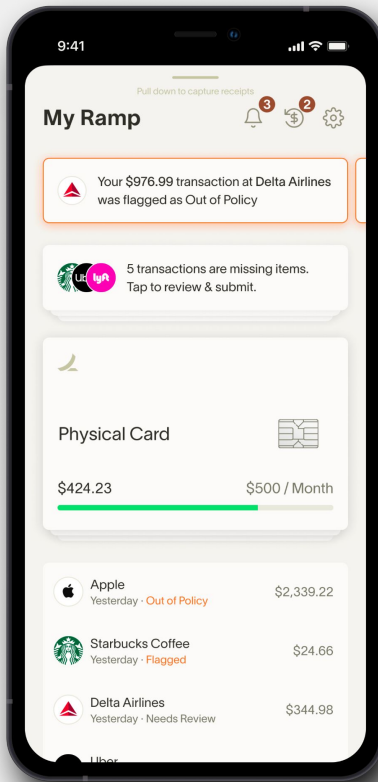 9:41
Pull down to capture receipts
My Ramp
3
2
Your $976.99 transaction at Delta Airlines
was flagged as Out of Policy
Ub
lyft
5 transactions are missing items.
Tap to review & submit.
Physical Card
$424.23
$500 / Month
Apple
Yesterday · Out of Policy
$2,339.22
Starbucks Coffee
Yesterday · Flagged
$24.66
Delta Airlines
Yesterday · Needs Review
$344.98
Uber